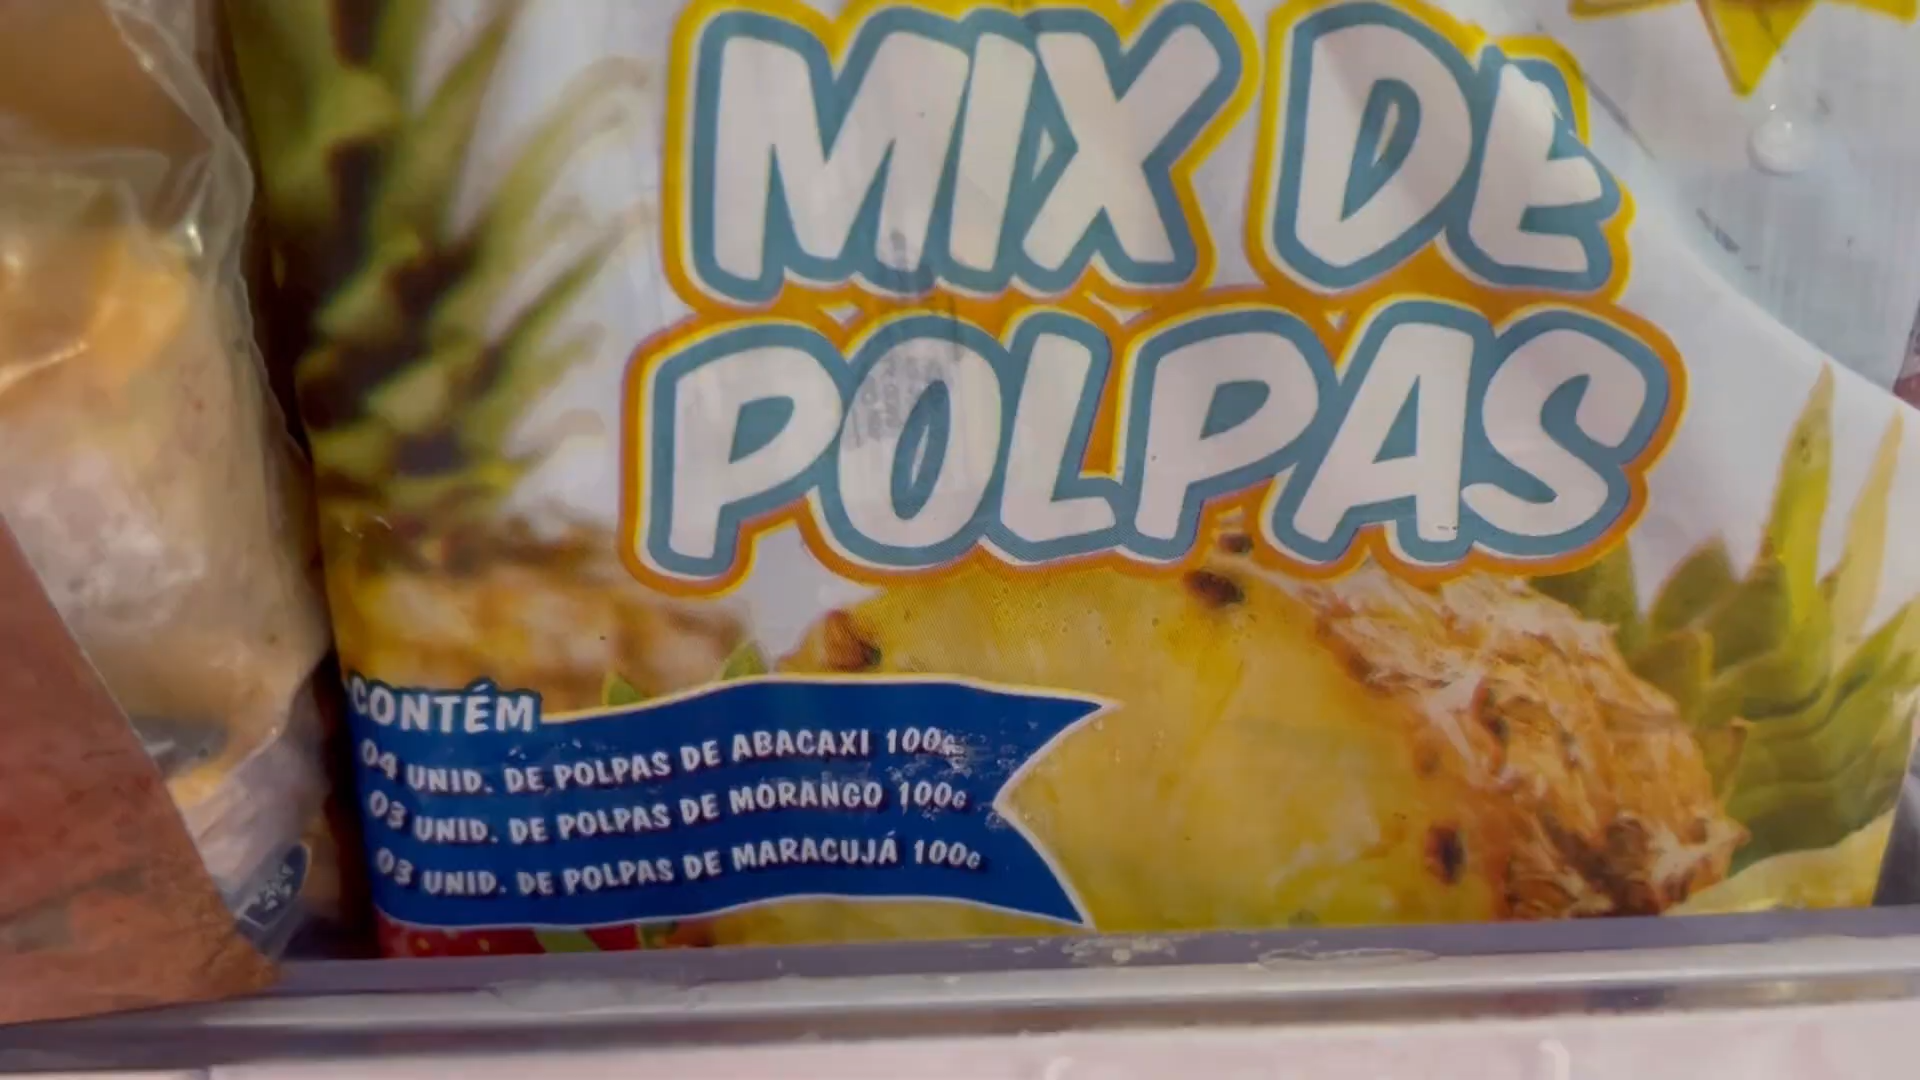 MIX DE
POLPAS
CONTÉM
04 UNID. DE POLPAS DE ABACAXI 100G
03 UNID. DE POLPAS DE MORANGO 100G
03 UNID. DE POLPAS DE MARACUJÁ 100G